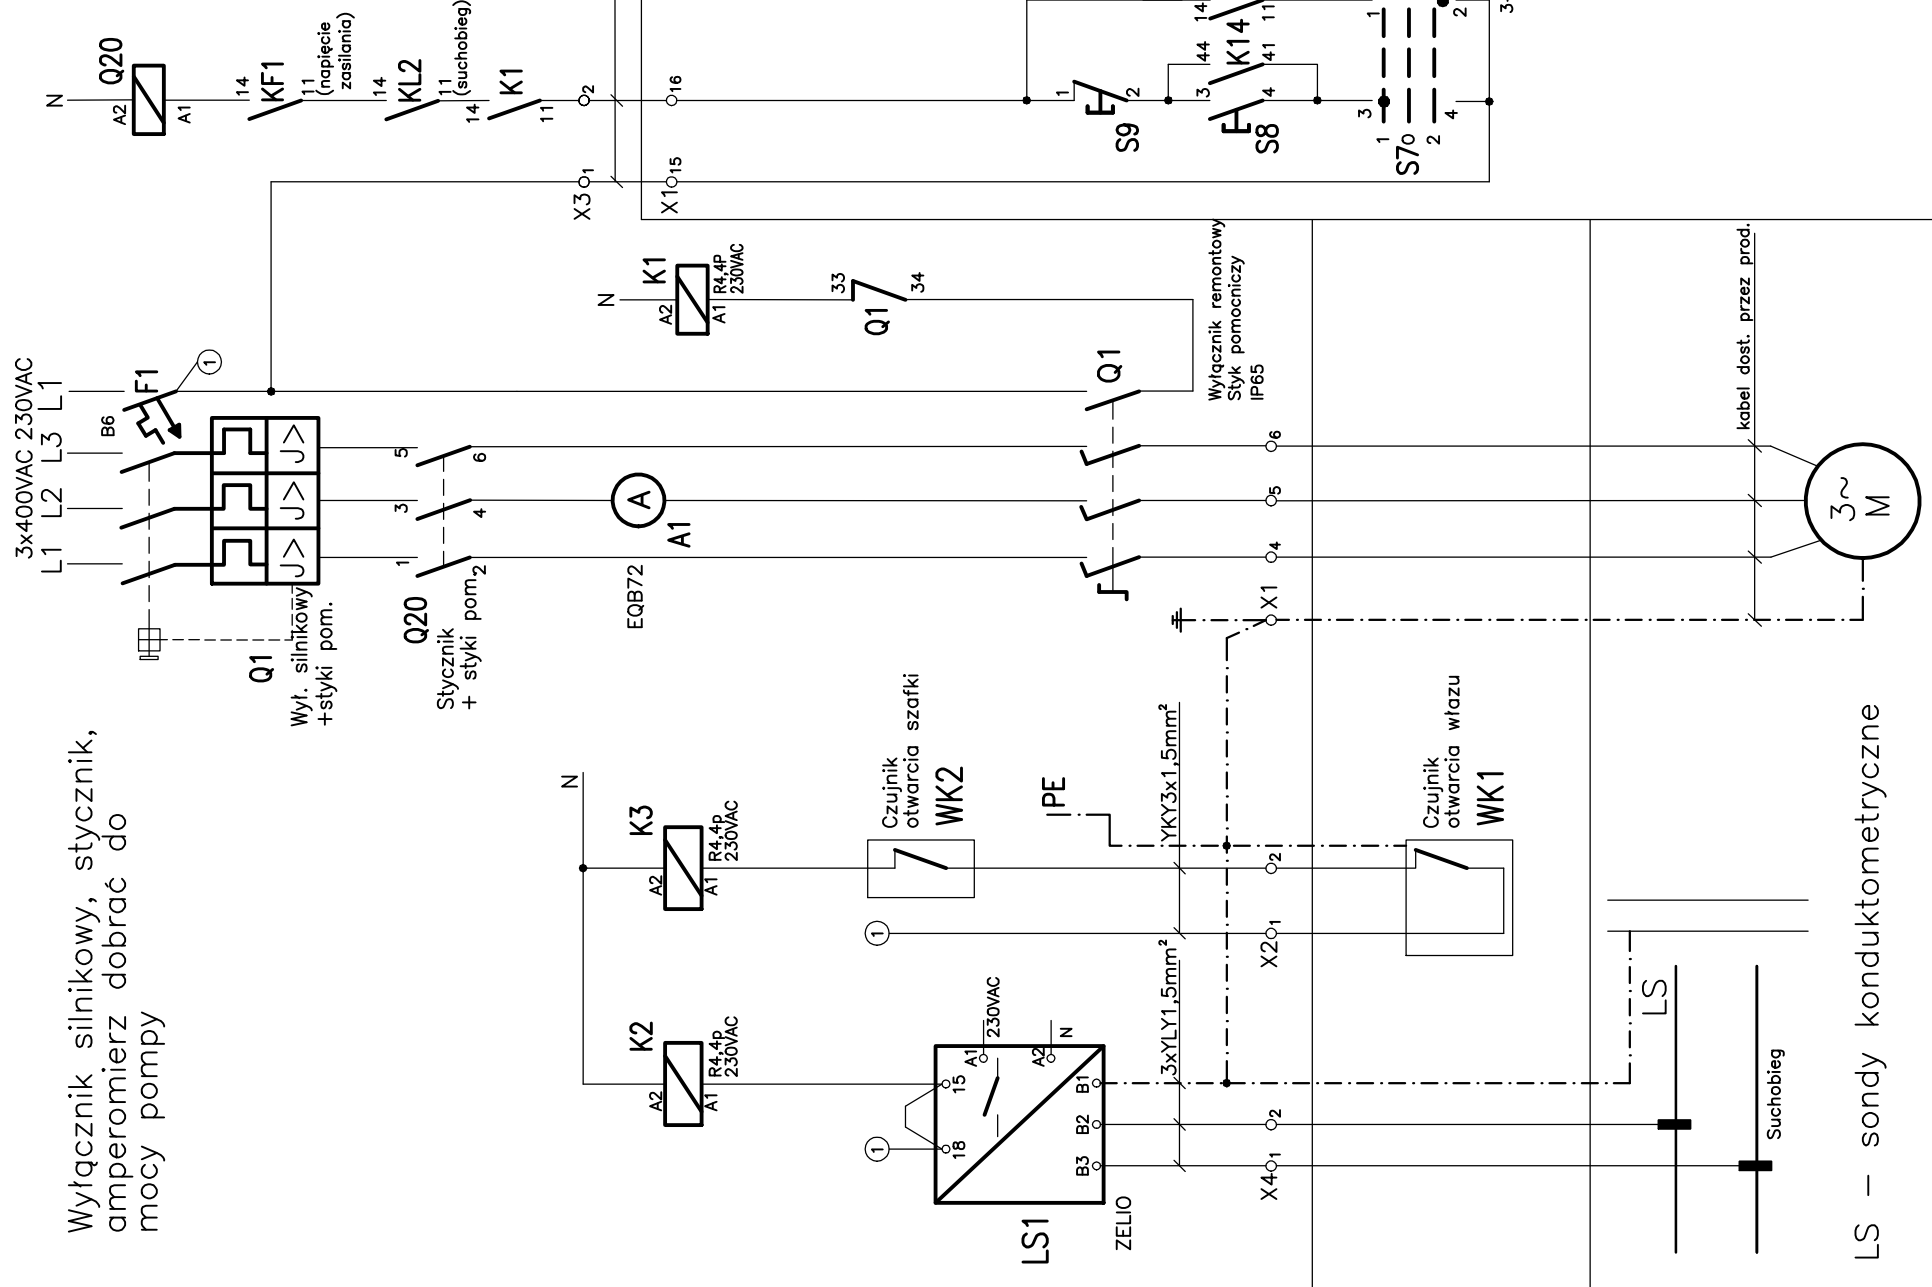 N
Q20
A2
A1
14
KF1
11
(napięcie
zasilania)
14
KL2
11
(suchobieg)
14
K1
11
2
16
X3
1
X1
15
1
S9
2
14
11
44
K14
41
3
4
S8
1
2
3
4
1
0
2
S7
3x400VAC 230VAC
L1
L2
L3
L1
B6
F1
1
J>
J>
J>
Q1
Wył. silnikowy
+styki pom.
1
3
5
2
4
6
Q20
Stycznik
+ styki pom.
A
A1
EQB72
N
K1
A2
A1
R4,4P
230VAC
33
34
Q1
Q1
Wyłącznik remontowy
Styk pomocniczy
IP65
X1
4
5
6
kabel dost. przez prod.
3~
M
Wyłącznik silnikowy, stycznik,
amperomierz dobrać do
mocy pompy
N
K3
A2
A1
R4,4p
230VAC
K2
A2
A1
R4,4p
230VAC
Czujnik
otwarcia szafki
WK2
PE
YKY3x1,5mm²
1
X2
1
2
Czujnik
otwarcia włazu
WK1
1
15
18
A1
230VAC
A2
N
B1
B2
B3
LS1
ZELIO
3xYLY1,5mm²
X4
1
2
LS
Suchobieg
LS – sondy konduktometryczne